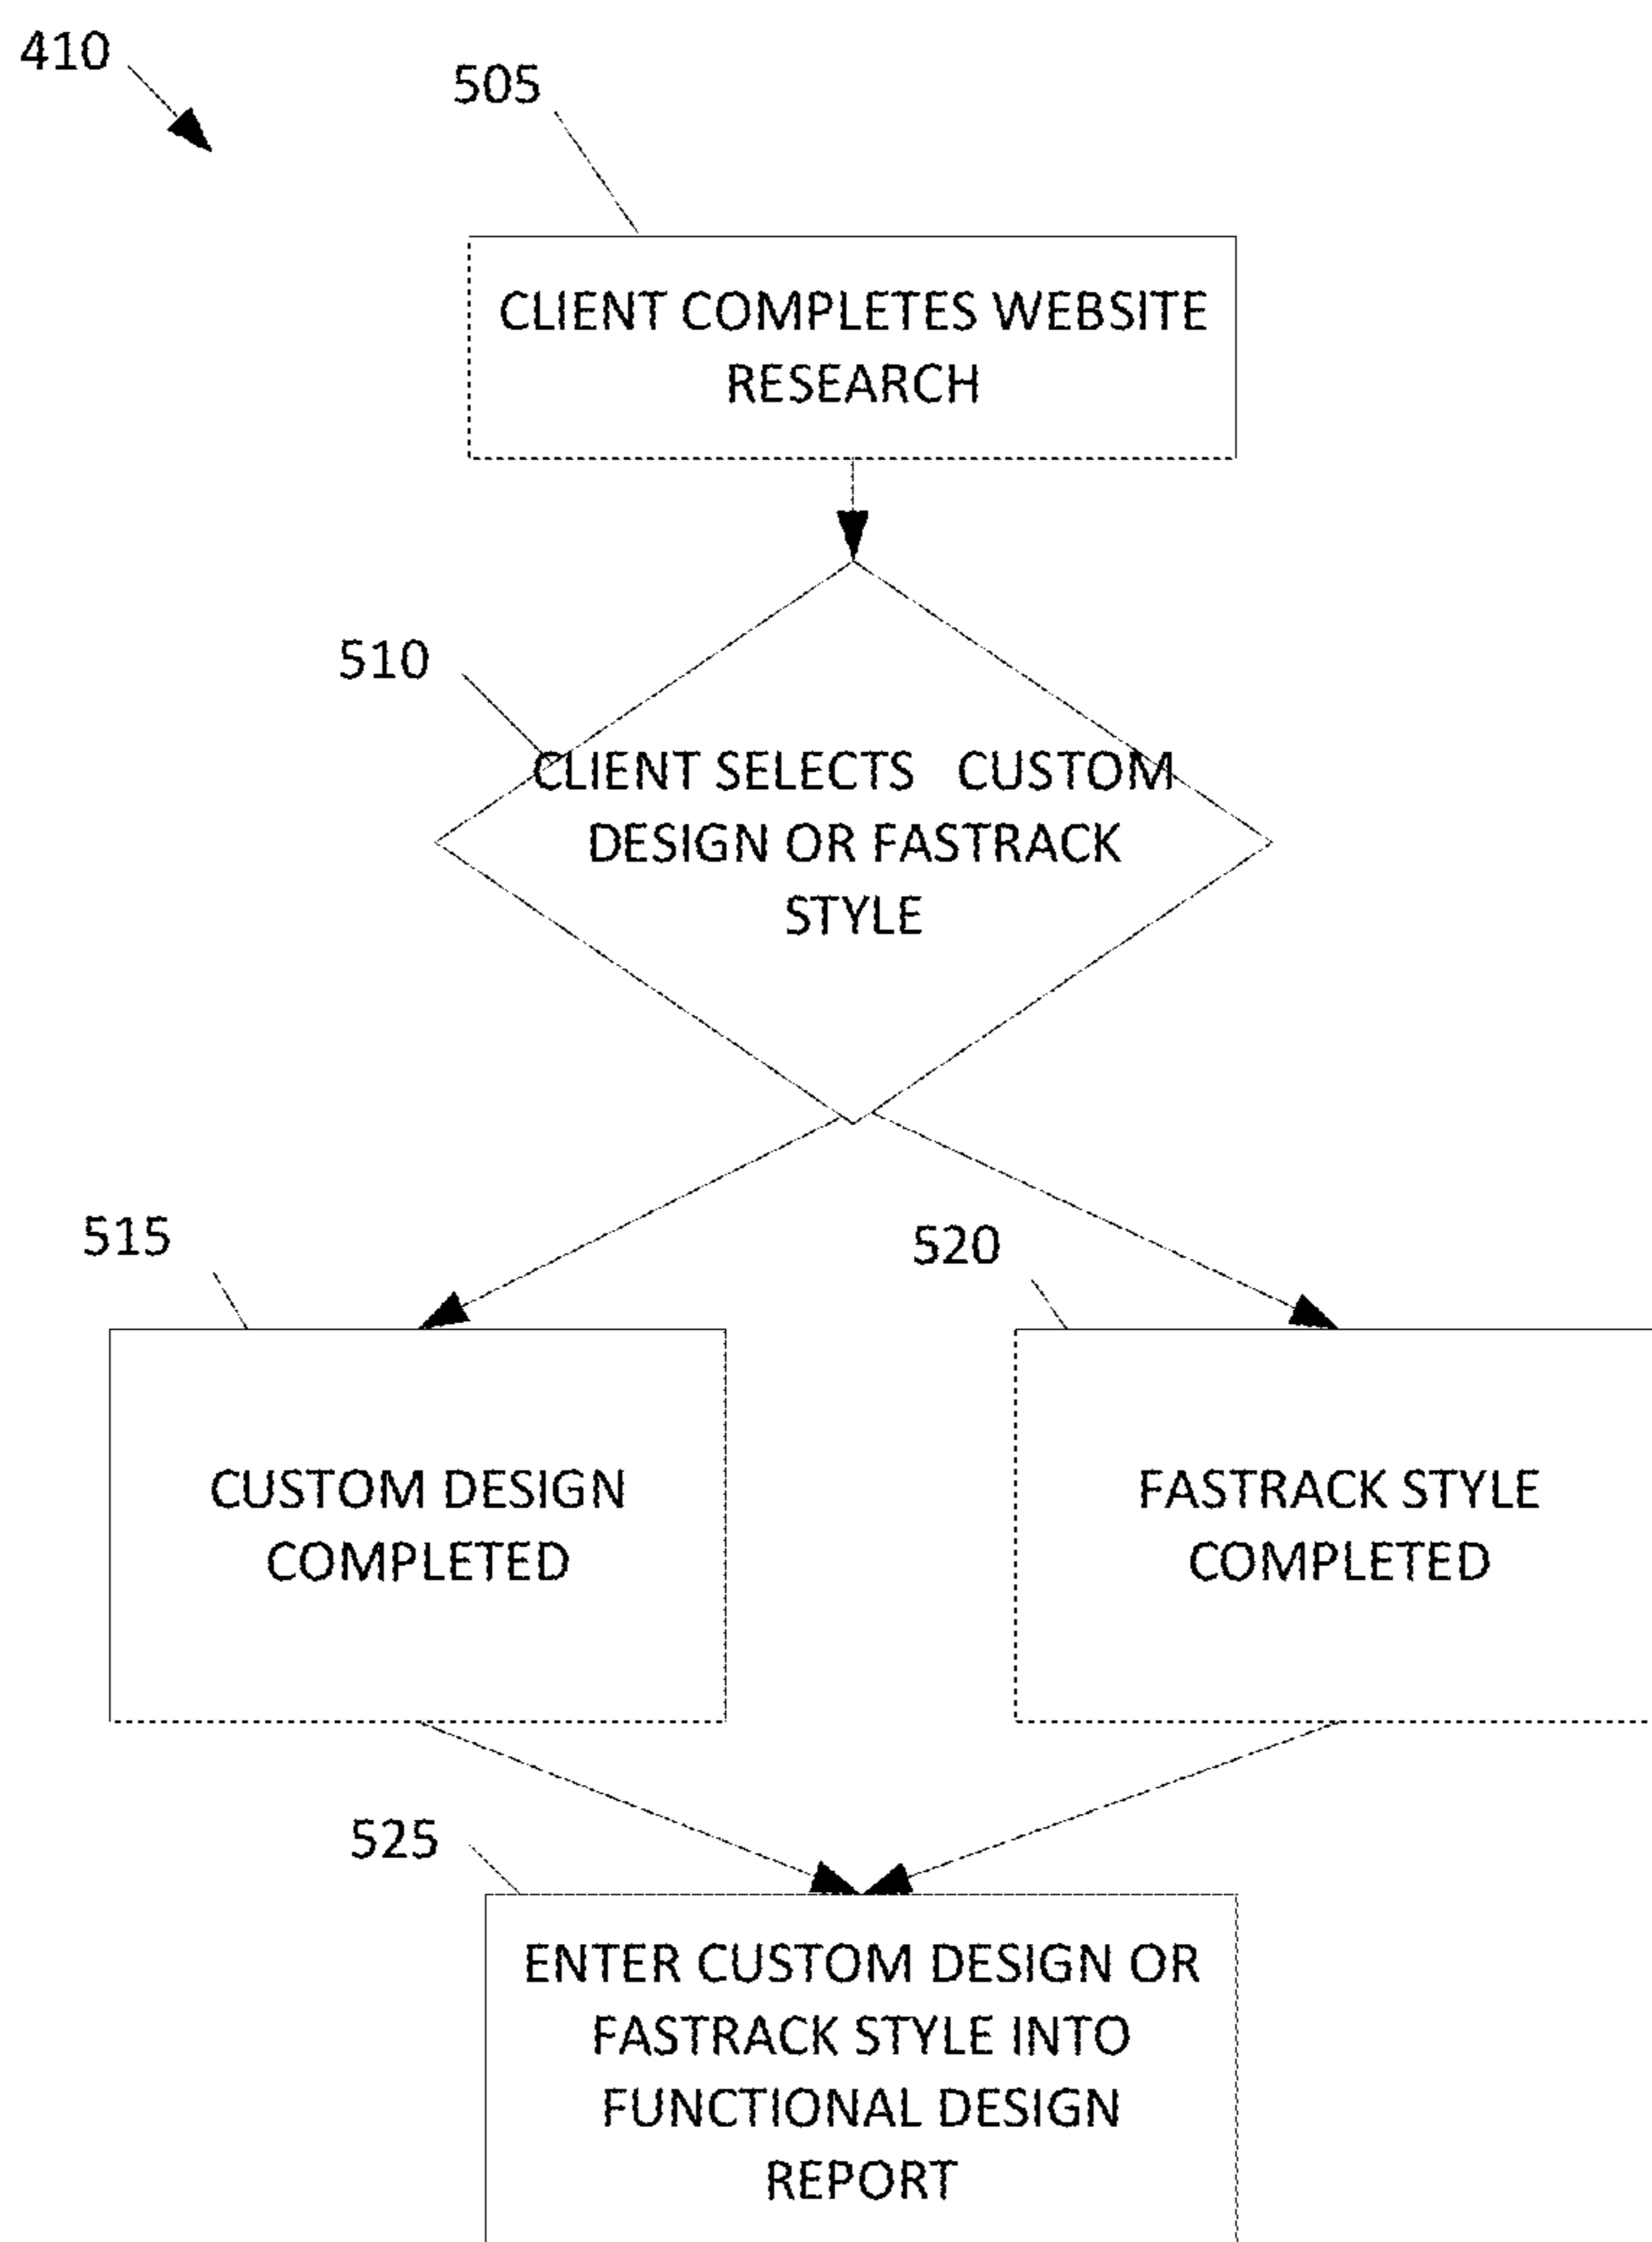 410
505
CLIENT COMPLETES WEBSITE
RESEARCH
510
CLIENT SELECTS CUSTOM
DESIGN OR FASTRACK
STYLE
515
520
CUSTOM DESIGN
COMPLETED
FASTRACK STYLE
COMPLETED
525
ENTER CUSTOM DESIGN OR
FASTRACK STYLE INTO
FUNCTIONAL DESIGN
REPORT